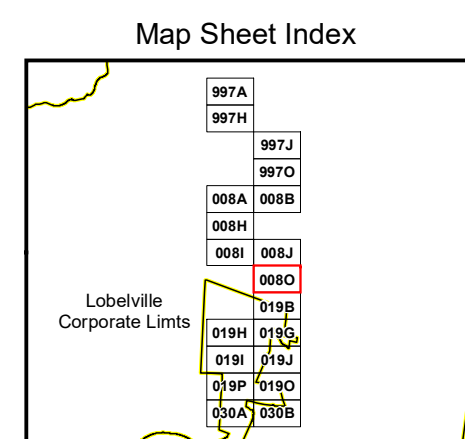 Map Sheet Index
997A
997H
997J
997O
008A 008B
008H
008I 008J
008O
Lobelville
Corporate Limts
019B
019H 019G
019I 019J
019P 019O
030A 030B